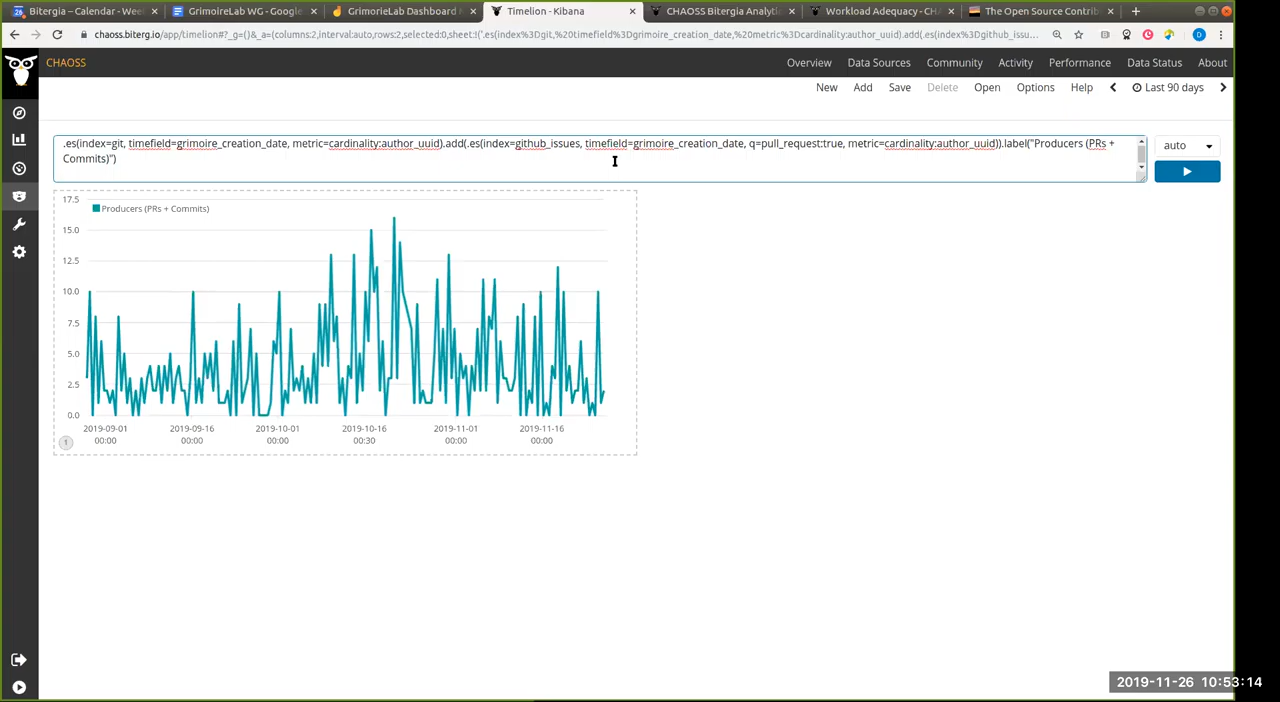 Bitergia – Calendar - Wee
GrimoireLab WG - Google
GrimorieLab Dashboard M
Timelion - Kibana
CHAOSS Bitergia Analyti
Workload Adequacy - CHA
The Open Source Contrib
chaoss.biterg.io/app/timelion#?_g=()&_a=(columns:2,interval:auto,rows:2,selected:0,sheet:!('.es(index%3Dgit,%20timefield%3Dgrimoire_creation_date,%20metric%3Dcardinality:author_uuid).add(.es(index%3Dgithub_issu...
CHAOSS
Overview Data Sources Community Activity Performance Data Status About
New Add Save Delete Open Options Help Last 90 days
.es(index=git, timefield=grimoire_creation_date, metric=cardinality:author_uuid).add(.es(index=github_issues, timefield=grimoire_creation_date, q=pull_request:true, metric=cardinality:author_uuid)).label("Producers (PRs +
Commits)")
auto
Producers (PRs + Commits)
17.5
15.0
12.5
10.0
7.5
5.0
2.5
0.0
2019-09-01 2019-09-16 2019-10-01 2019-10-16 2019-11-01 2019-11-16
00:00 00:00 00:00 00:30 00:00 00:00
1
2019-11-26 10:53:14